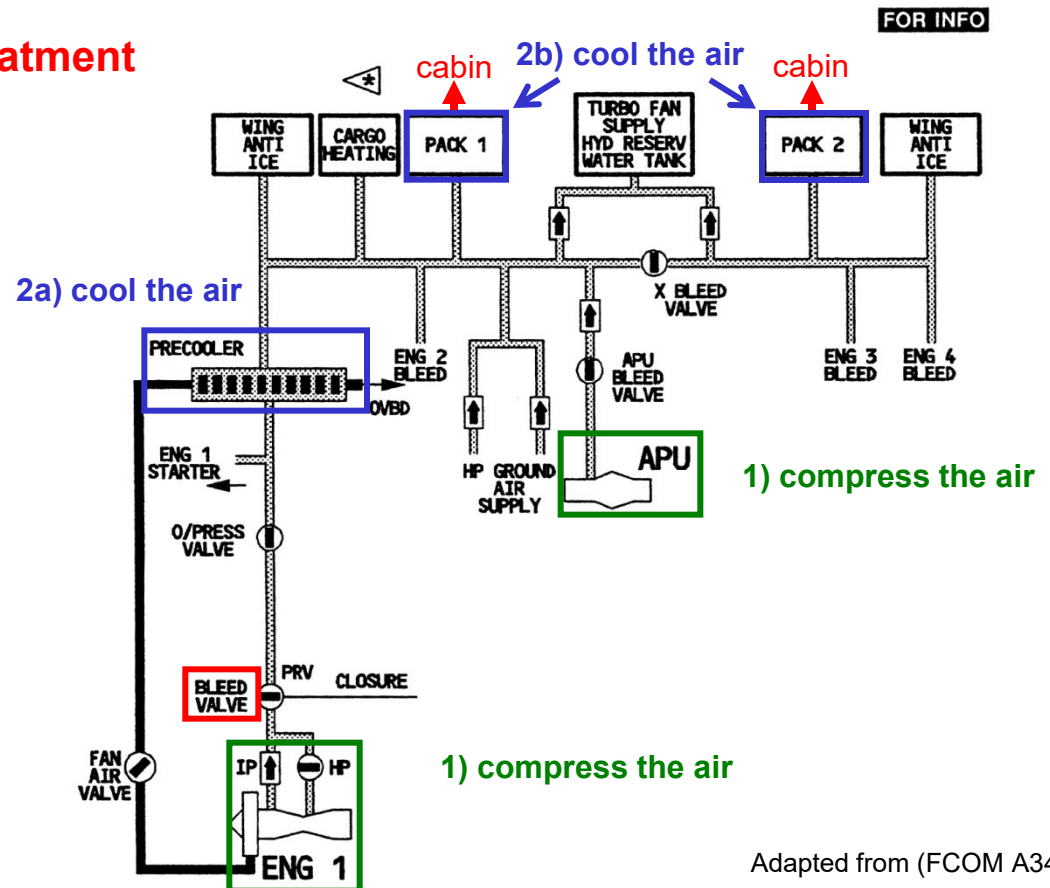 FOR INFO
atment
cabin
2b) cool the air
cabin
*
WING
ANTI
ICE
CARGO
HEATING
PACK 1
TURBO FAN
SUPPLY
HYD RESERV
WATER TANK
PACK 2
WING
ANTI
ICE
2a) cool the air
X BLEED
VALVE
PRECOOLER
OVBD
ENG 2
BLEED
APU
BLEED
VALVE
ENG 3
BLEED
ENG 4
BLEED
ENG 1
STARTER
HP GROUND
AIR
SUPPLY
APU
1) compress the air
O/PRESS
VALVE
BLEED
VALVE
PRV
CLOSURE
FAN
AIR
VALVE
IP
HP
1) compress the air
ENG 1
Adapted from (FCOM A34